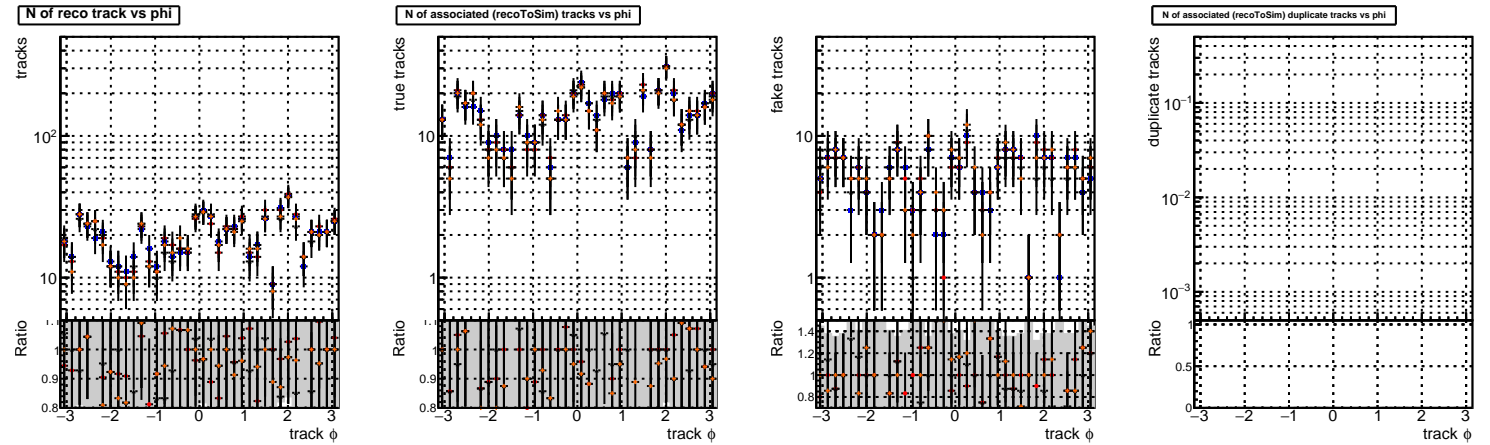 N of reco track vs phi
tracks
10²
10
Ratio
1.1
1
0.9
0.8
−3 −2 −1 0 1 2 3
track ϕ
N of associated (recoToSim) tracks vs phi
true tracks
10
1
Ratio
1.1
1
0.9
0.8
−3 −2 −1 0 1 2 3
track ϕ
fake tracks
10
1
Ratio
1.4
1.2
1
0.8
−3 −2 −1 0 1 2 3
track ϕ
N of associated (recoToSim) duplicate tracks vs phi
duplicate tracks
10⁻¹
10⁻²
10⁻³
Ratio
1
0.5
0
−3 −2 −1 0 1 2 3
track ϕ